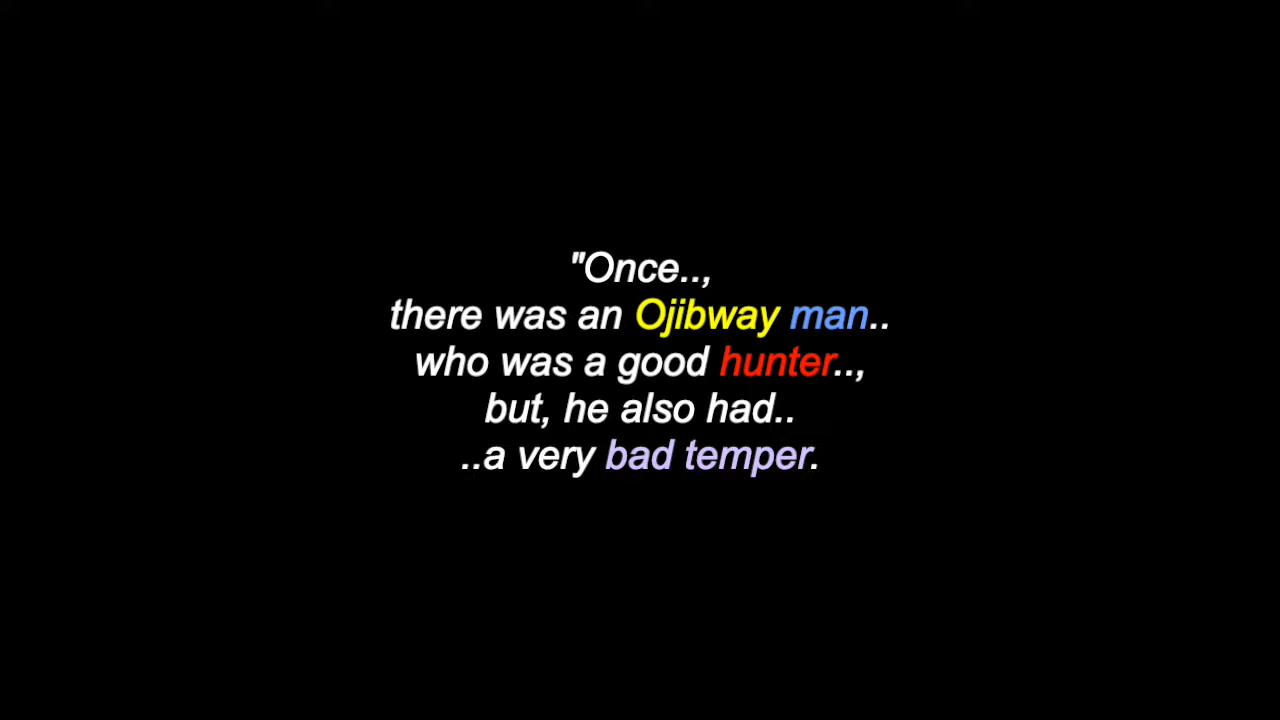 "Once..,
there was an Ojibway man..
who was a good hunter..,
but, he also had..
..a very bad temper.